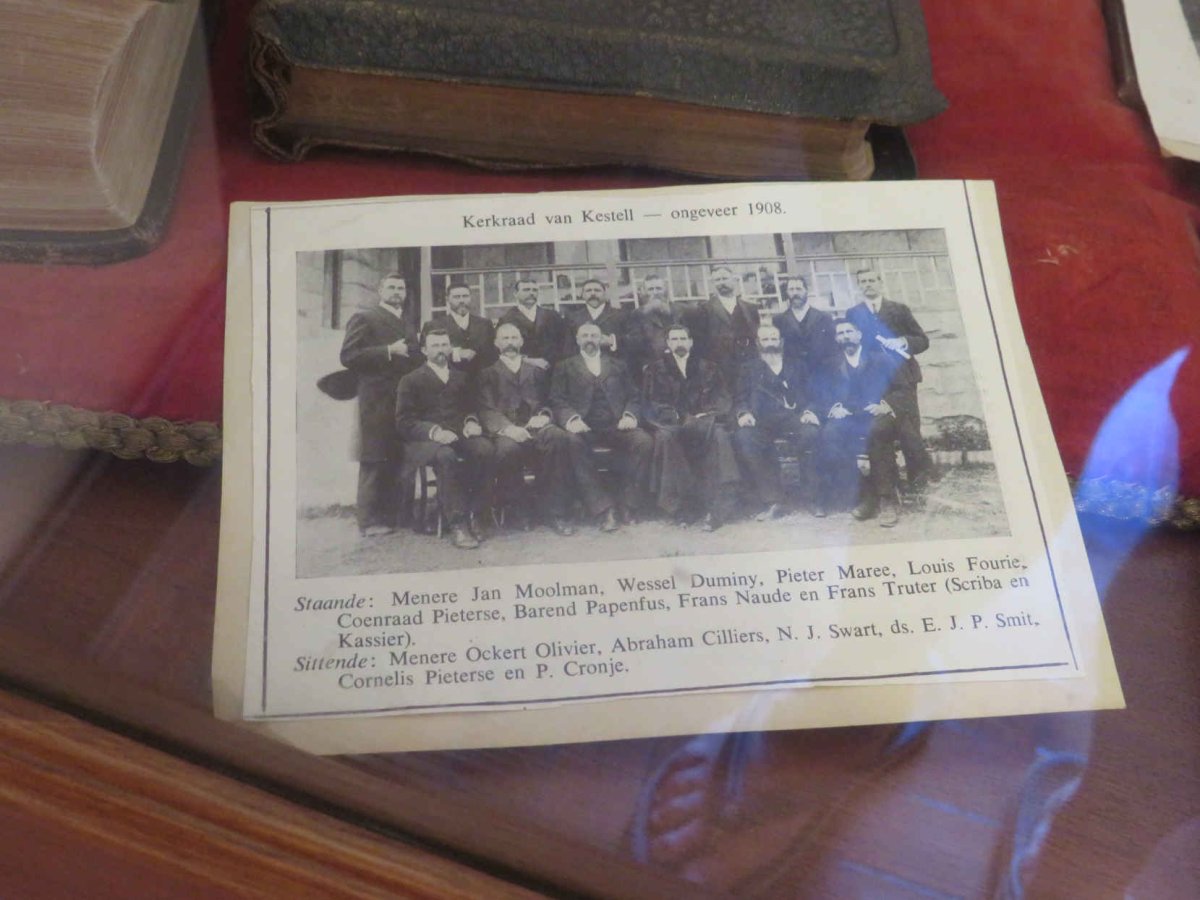 Kerkraad van Kestell — ongeveer 1908.
Staande: Menere Jan Moolman, Wessel Duminy, Pieter Maree, Louis Fourie,
Coenraad Pieterse, Barend Papenfus, Frans Naude en Frans Truter (Scriba en
Kassier).
Sittende: Menere Ockert Olivier, Abraham Cilliers, N. J. Swart, ds. E. J. P. Smit,
Cornelis Pieterse en P. Cronje.